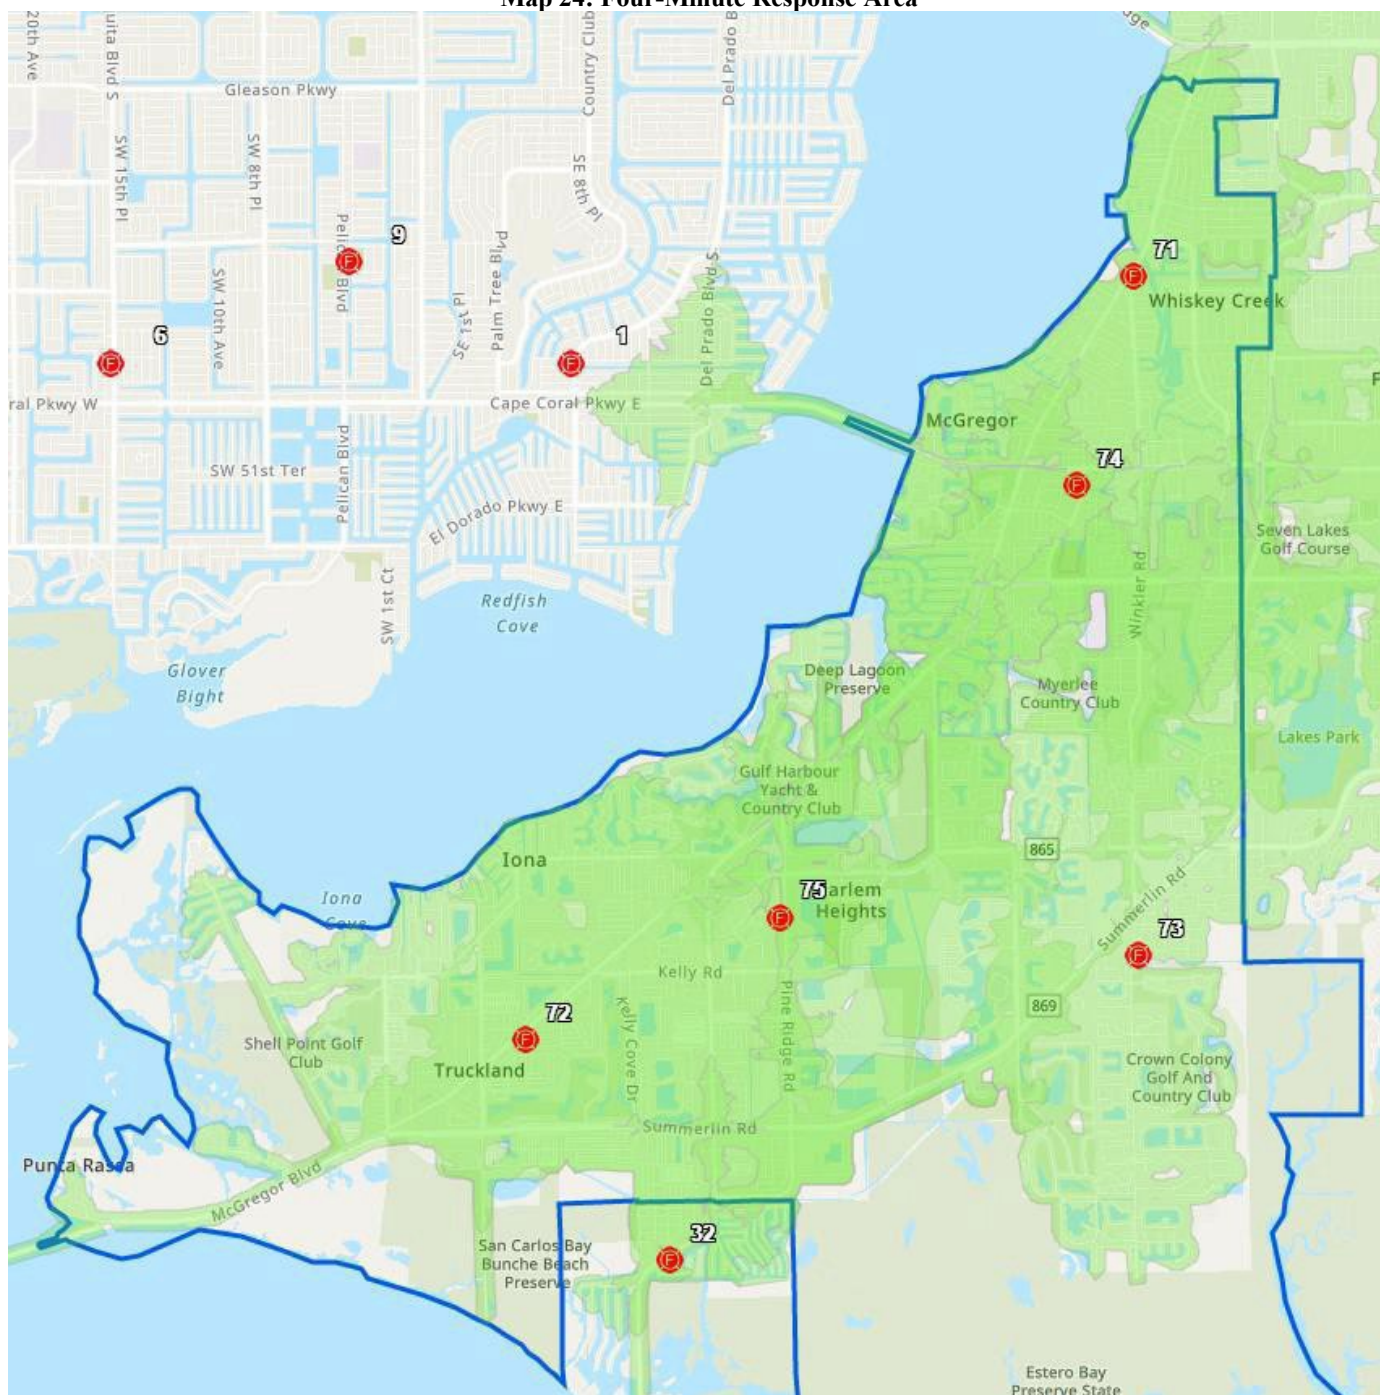 Map 24: Four-Minute Response Area
20th Ave
Gleason Pkwy
Country Club
Del Prado B
SW 15th Pl
SW 8th Pl
SE 8th Pl
9
71
Whiskey Creek
SW 10th Ave
SE 1st Pl
Palm Tree Blvd
Del Prado Blvd S
6
1
ral Pkwy W
Cape Coral Pkwy E
McGregor
74
SW 51st Ter
Pelican Blvd
El Dorado Pkwy E
Seven Lakes
Golf Course
Winkler Rd
SW 1st Ct
Redfish
Cove
Glover
Bight
Deep Lagoon
Preserve
Myerlee
Country Club
Lakes Park
Gulf Harbour
Yacht &
Country Club
865
Iona
Iona
Cove
75
arlem
Heights
Summerlin Rd
73
Kelly Rd
Kelly Cove Dr
Pine Ridge Rd
869
72
Shell Point Golf
Club
Truckland
Crown Colony
Golf And
Country Club
Summerlin Rd
Punta Rassa
McGregor Blvd
32
San Carlos Bay
Bunche Beach
Preserve
Estero Bay
Preserve State